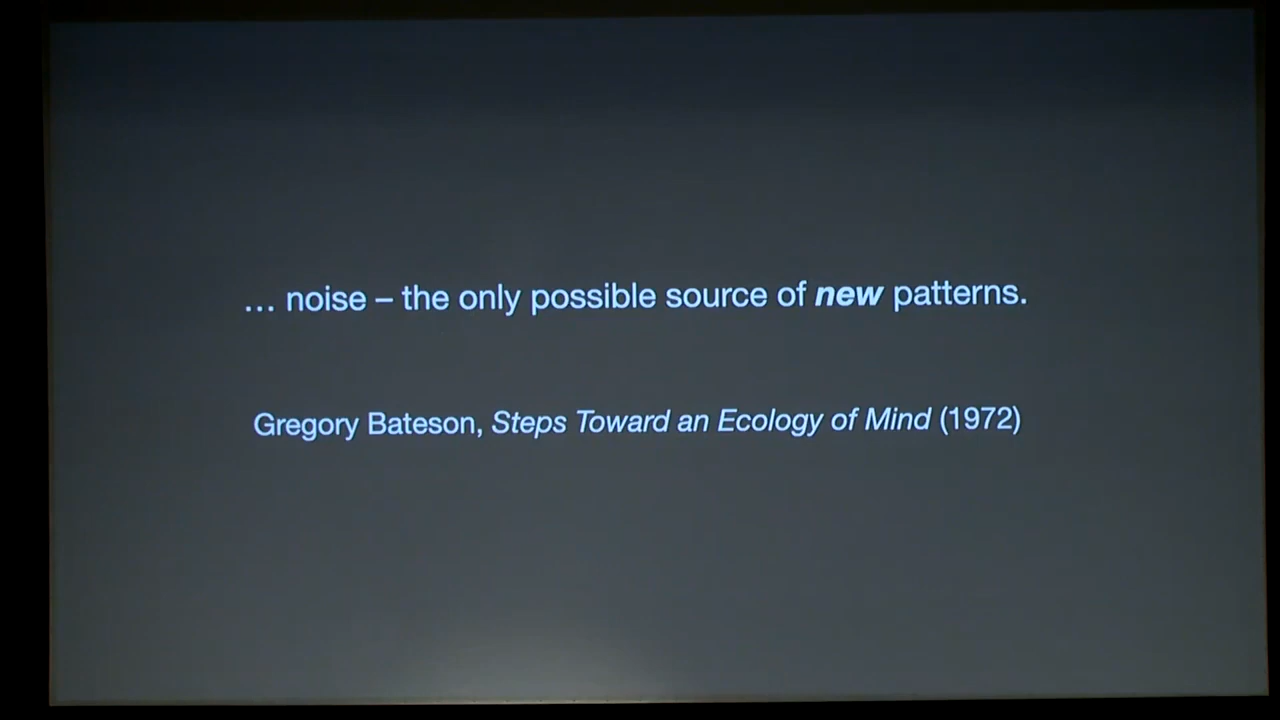 … noise – the only possible source of new patterns.
Gregory Bateson, Steps Toward an Ecology of Mind (1972)